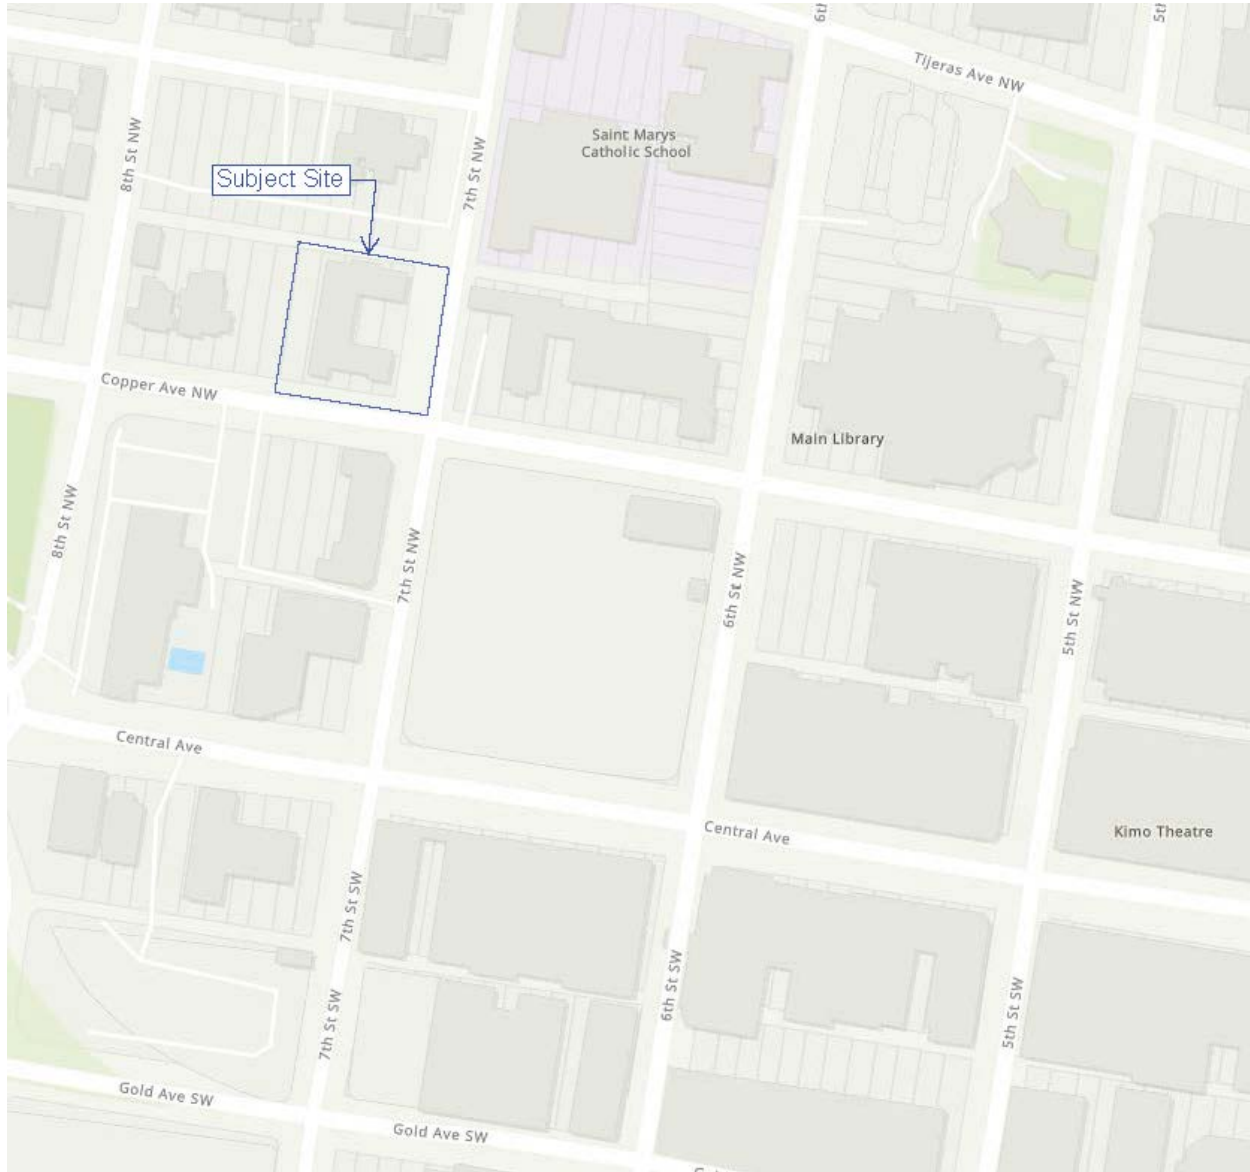 6t
5t
Tijeras Ave NW
Saint Marys
Catholic School
8th St NW
7th St NW
Subject Site
Copper Ave NW
Main Library
8th St NW
7th St NW
6th St NW
5th St NW
Central Ave
Central Ave
Kimo Theatre
7th St SW
6th St SW
5th St SW
7th St SW
Gold Ave SW
Gold Ave SW